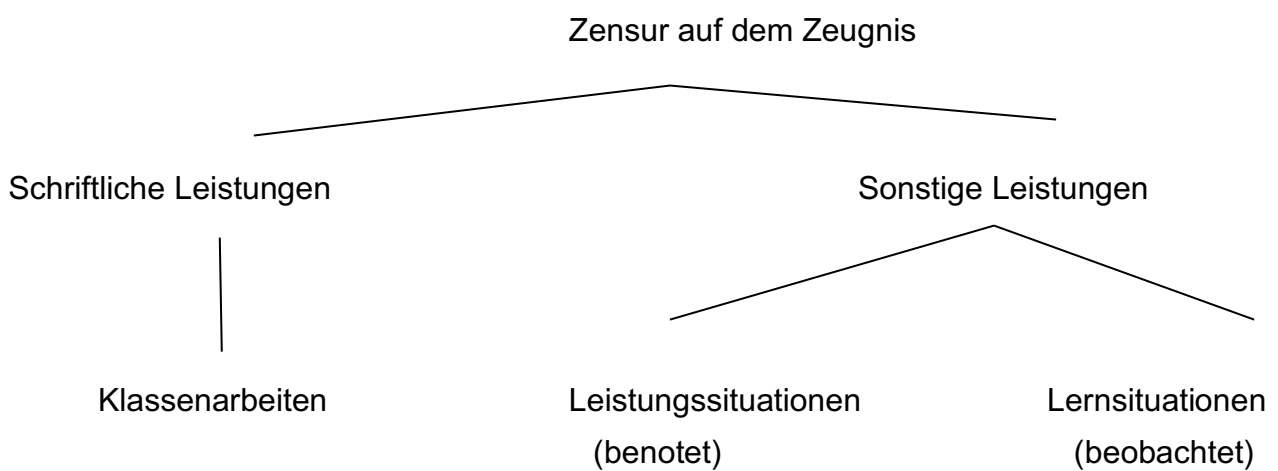 Zensur auf dem Zeugnis
Schriftliche Leistungen
Sonstige Leistungen
Klassenarbeiten
Leistungssituationen
(benotet)
Lernsituationen
(beobachtet)